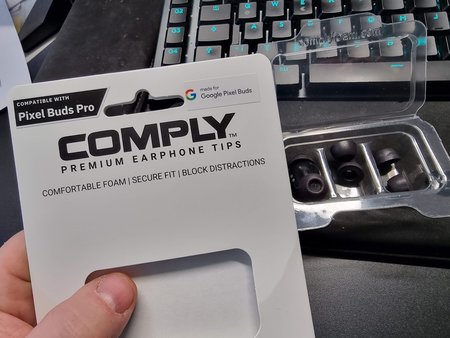 COMPATIBLE WITH
Pixel Buds Pro
made for
Google Pixel Buds
COMPLY™
PREMIUM EARPHONE TIPS
COMFORTABLE FOAM | SECURE FIT | BLOCK DISTRACTIONS